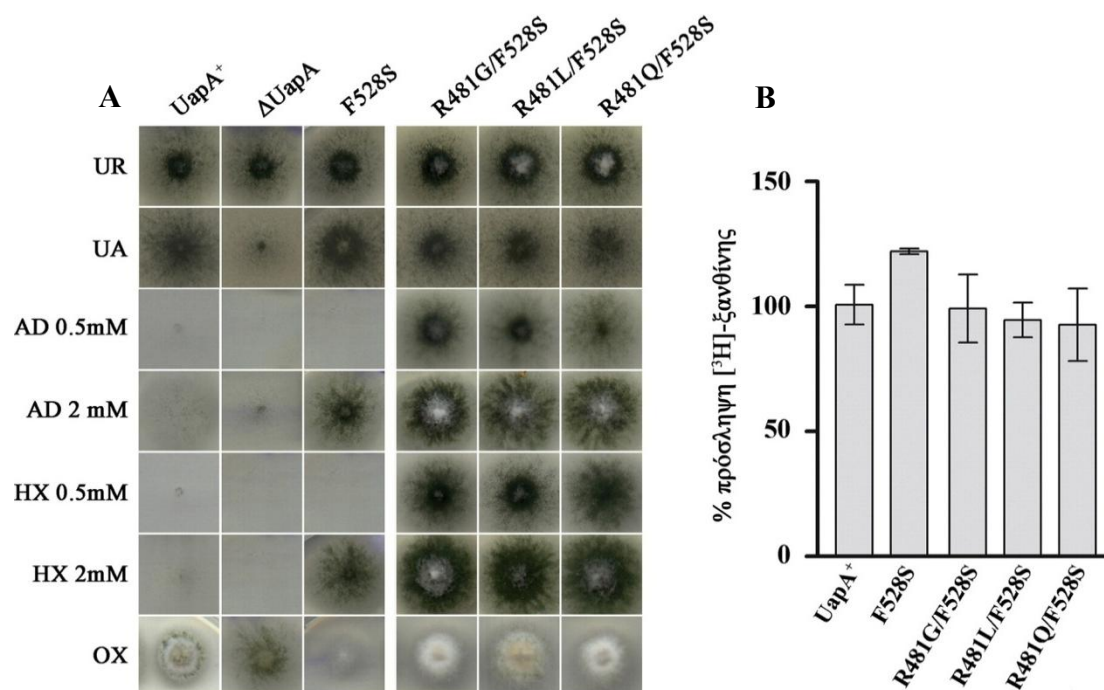 A
UapA⁺
ΔUapA
F528S
R481G/F528S
R481L/F528S
R481Q/F528S
UR
UA
AD 0.5mM
AD 2 mM
HX 0.5mM
HX 2mM
OX
B
% πρόσληψη [³H]-ξανθίνης
150
100
50
0
UapA⁺
F528S
R481G/F528S
R481L/F528S
R481Q/F528S